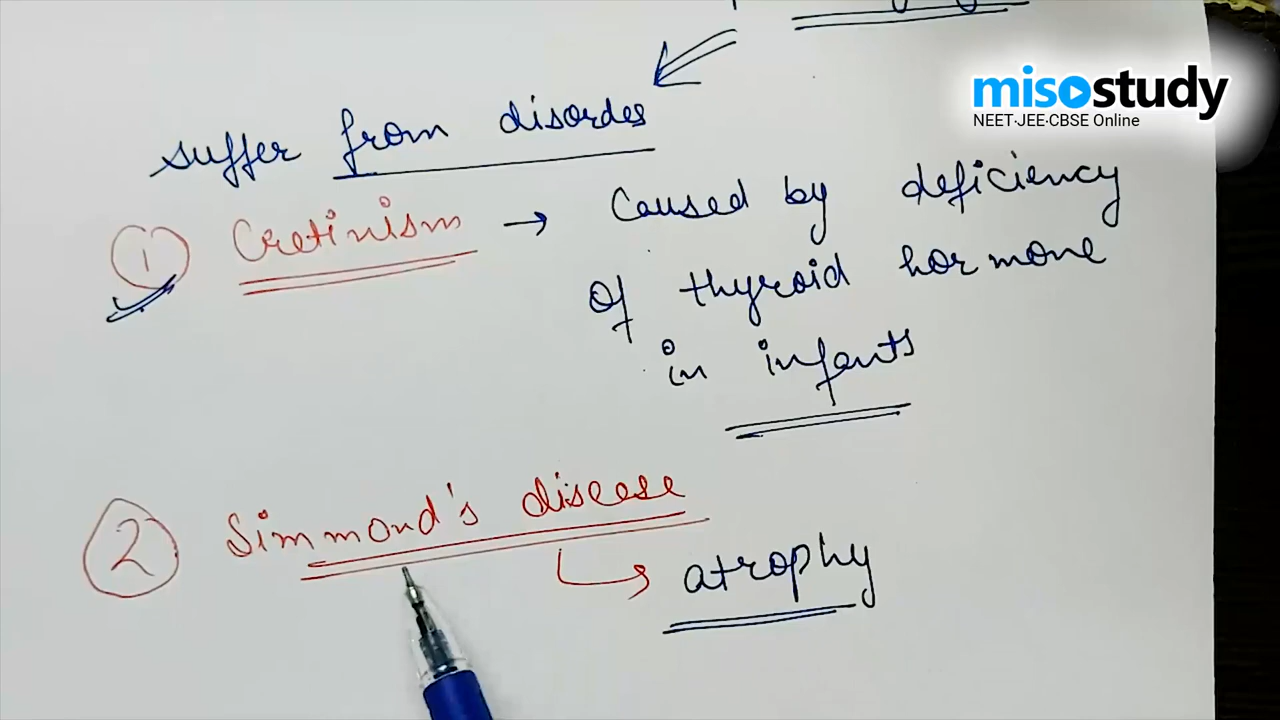 misostudy
NEET·JEE·CBSE Online
suffer from disordes
1 Cretinism → Caused by deficiency
of thyroid hormone
in infants
2 Simmond's disease
atrophy